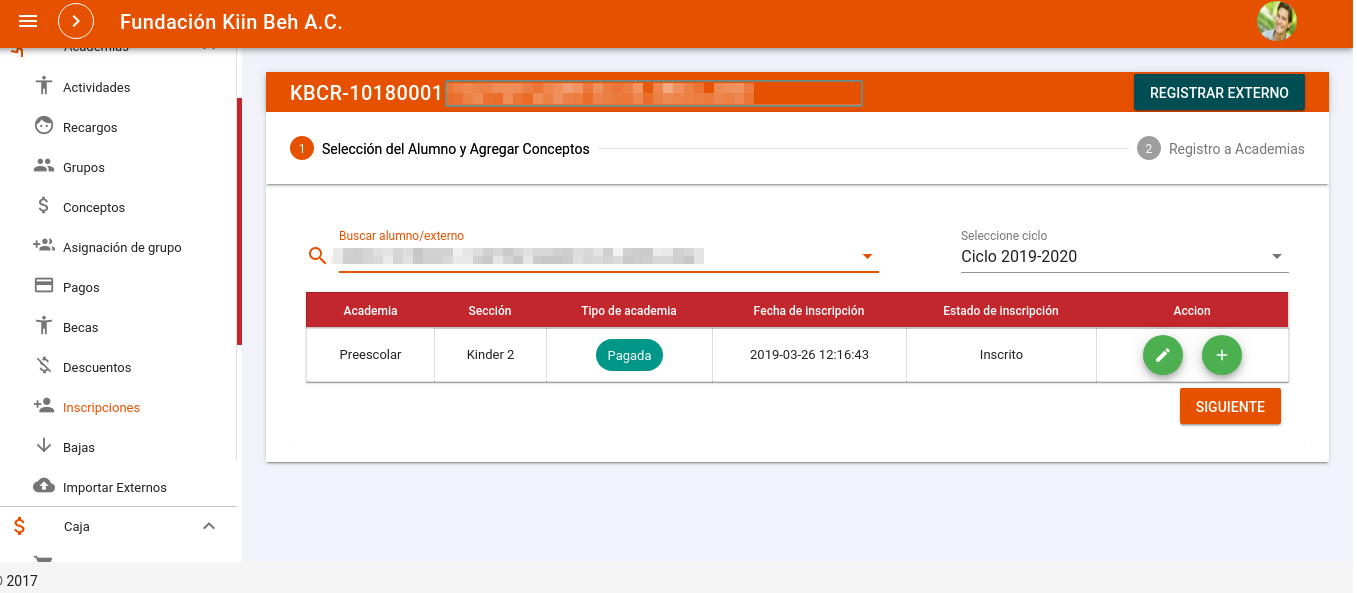 Fundación Kiin Beh A.C.
Academias
Actividades
Recargos
Grupos
Conceptos
Asignación de grupo
Pagos
Becas
Descuentos
Inscripciones
Bajas
Importar Externos
Caja
KBCR-10180001
REGISTRAR EXTERNO
1 Selección del Alumno y Agregar Conceptos
2 Registro a Academias
Buscar alumno/externo
Seleccione ciclo
Ciclo 2019-2020
Academia Sección Tipo de academia Fecha de inscripción Estado de inscripción Accion
Preescolar Kinder 2 Pagada 2019-03-26 12:16:43 Inscrito
SIGUIENTE
© 2017